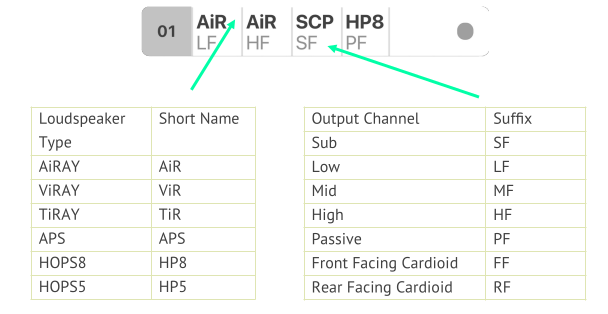 01 AiR AiR SCP HP8
LF HF SF PF
Loudspeaker Type Short Name
AiRAY AiR
ViRAY ViR
TiRAY TiR
APS APS
HOPS8 HP8
HOPS5 HP5
Output Channel Suffix
Sub SF
Low LF
Mid MF
High HF
Passive PF
Front Facing Cardioid FF
Rear Facing Cardioid RF